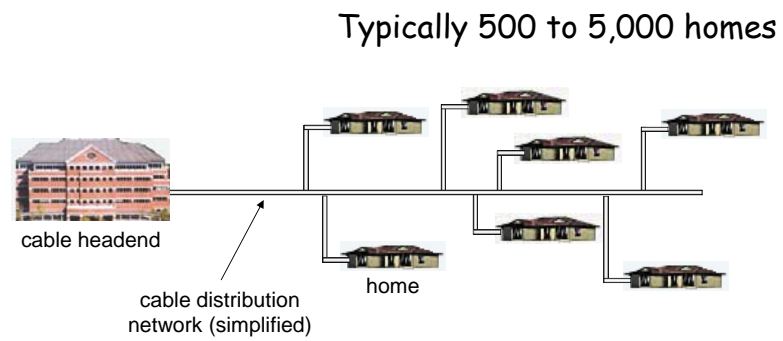 Typically 500 to 5,000 homes
cable headend
home
cable distribution
network (simplified)